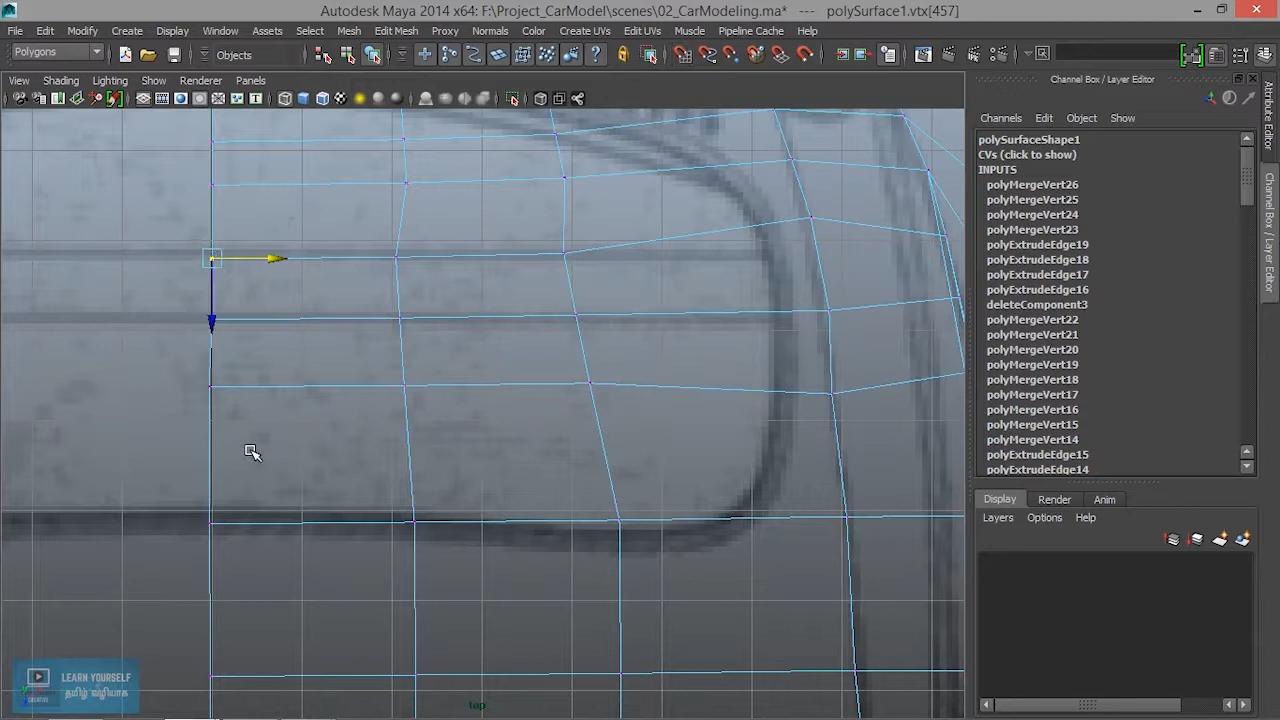 Autodesk Maya 2014 x64: F:\Project_CarModel\scenes\02_CarModeling.ma* --- polySurface1.vtx[457]
File Edit Modify Create Display Window Assets Select Mesh Edit Mesh Proxy Normals Color Create UVs Edit UVs Muscle Pipeline Cache Help
Polygons Objects
View Shading Lighting Show Renderer Panels
Channel Box / Layer Editor
Channels Edit Object Show
polySurfaceShape1
CVs (click to show)
INPUTS
polyMergeVert26
polyMergeVert25
polyMergeVert24
polyMergeVert23
polyExtrudeEdge19
polyExtrudeEdge18
polyExtrudeEdge17
polyExtrudeEdge16
deleteComponent3
polyMergeVert22
polyMergeVert21
polyMergeVert20
polyMergeVert19
polyMergeVert18
polyMergeVert17
polyMergeVert16
polyMergeVert15
polyMergeVert14
polyExtrudeEdge15
polyExtrudeEdge14
Display Render Anim
Layers Options Help
Attribute Editor
Channel Box / Layer Editor
LEARN YOURSELF
தமிழ் வழியாக
CREATIVE
top